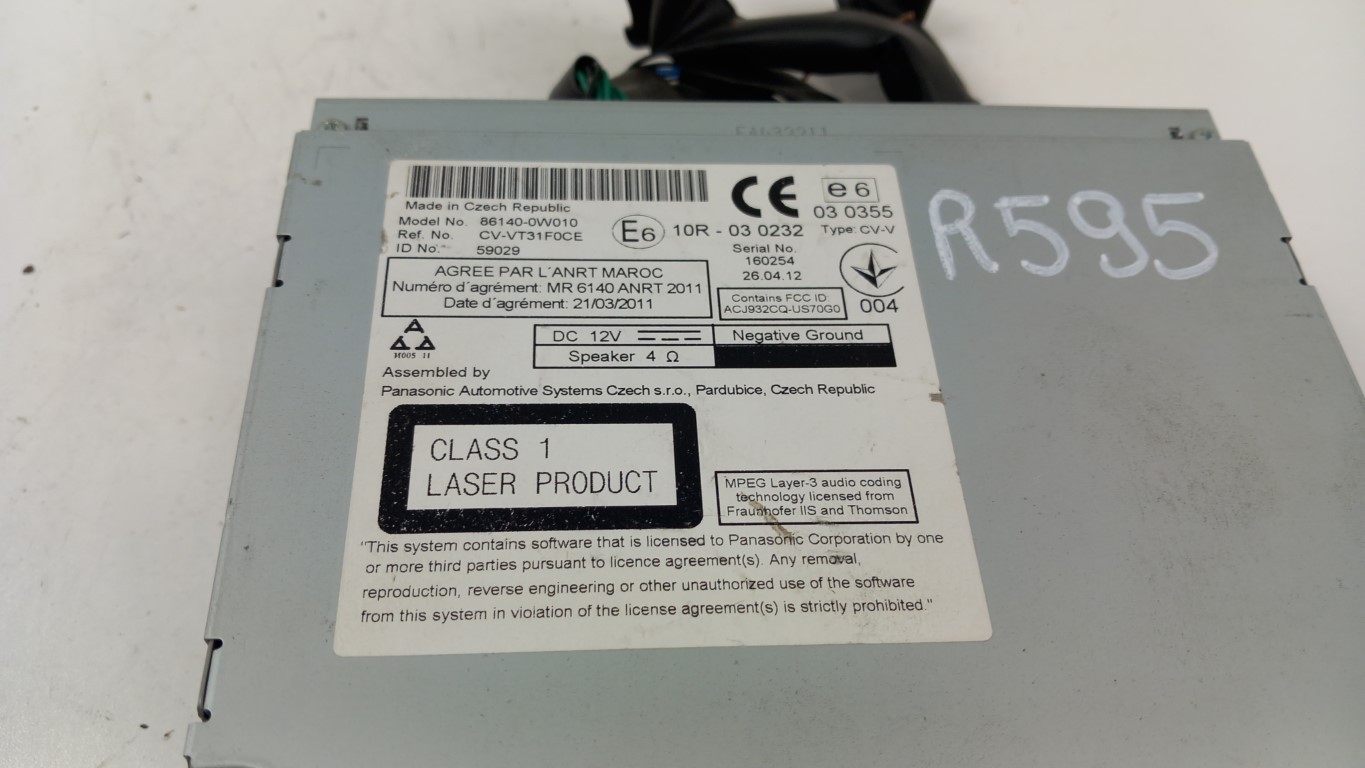 Made in Czech Republic
Model No. 86140-0W010
Ref. No. CV-VT31F0CE
ID No. 59029
E6 10R - 03 0232
CE e6
03 0355
Type: CV-V
Serial No.
160254
26.04.12
R595
AGREE PAR L'ANRT MAROC
Numéro d'agrément: MR 6140 ANRT 2011
Date d'agrément: 21/03/2011
Contains FCC ID:
ACJ932CQ-US70G0
004
DC 12V
Negative Ground
Speaker 4 Ω
Assembled by
Panasonic Automotive Systems Czech s.r.o., Pardubice, Czech Republic
CLASS 1
LASER PRODUCT
MPEG Layer-3 audio coding
technology licensed from
Fraunhofer IIS and Thomson
"This system contains software that is licensed to Panasonic Corporation by one
or more third parties pursuant to licence agreement(s). Any removal,
reproduction, reverse engineering or other unauthorized use of the software
from this system in violation of the license agreement(s) is strictly prohibited."